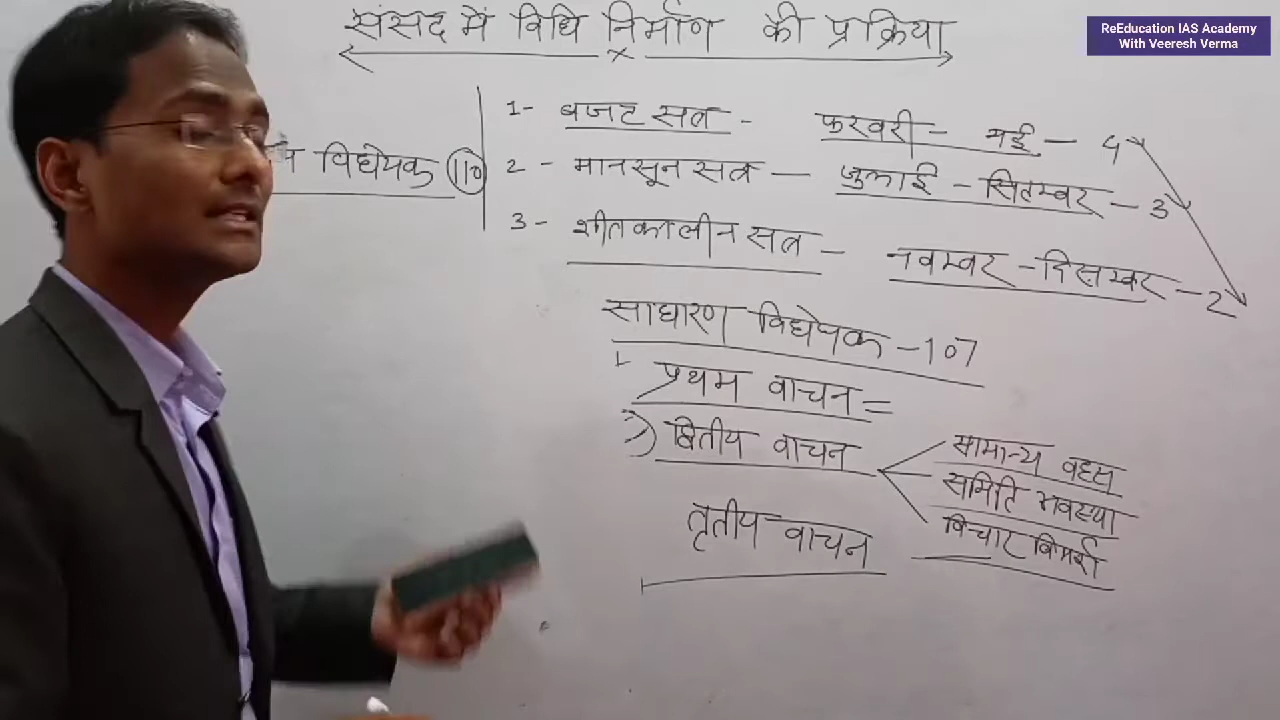 संसद में विधि निर्माण की प्रक्रिया
ReEducation IAS Academy
With Veeresh Verma
विधेयक (110)
1- बजट सत्र - फरवरी - मई - 4
2 - मानसून सत्र - जुलाई - सितम्बर - 3
3 - शीतकालीन सत्र - नवम्बर - दिसम्बर - 2
साधारण विधेयक - 107
1 प्रथम वाचन =
2) द्वितीय वाचन
सामान्य बहस
समिति अवस्था
विचार विमर्श
तृतीय वाचन